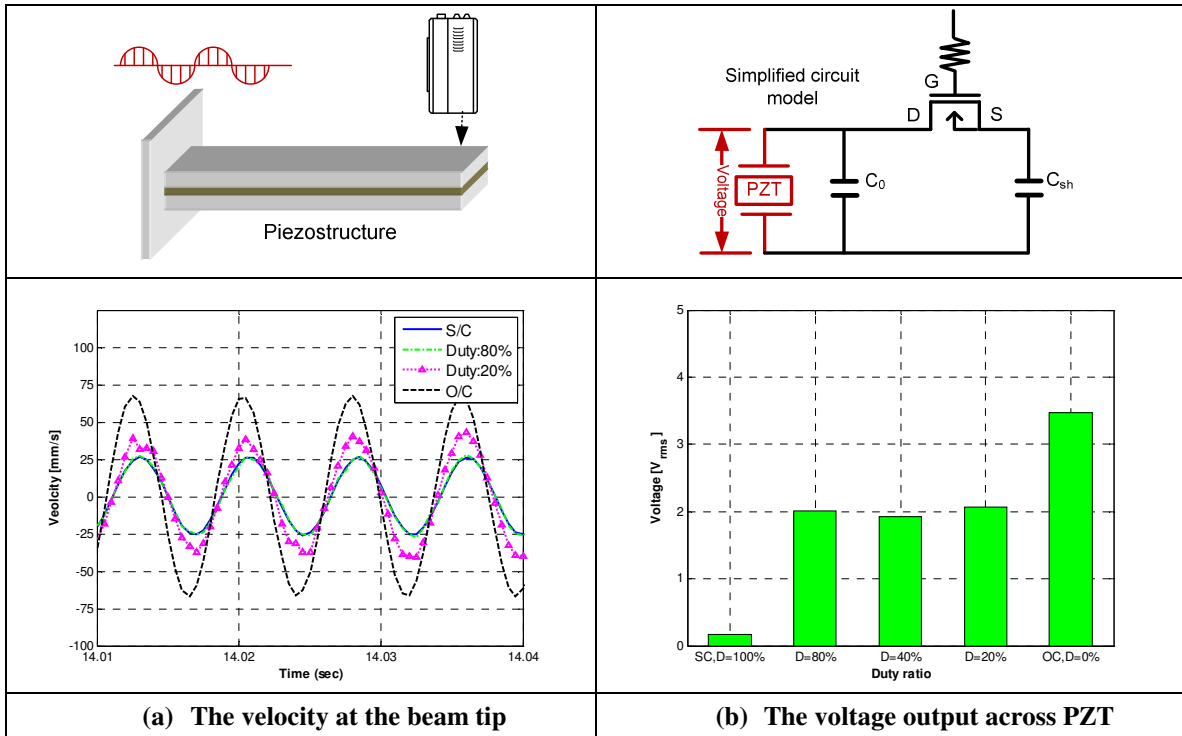 Piezostructure
Simplified circuit
model
G
D
S
Voltage
PZT
C0
Csh
S/C
Duty:80%
Duty:20%
O/C
100
75
50
25
0
-25
-50
-75
-100
14.01
14.02
14.03
14.04
Veolcity [mm/s]
Time (sec)
5
4
3
2
1
0
SC,D=100%
D=80%
D=40%
D=20%
OC,D=0%
Voltage [V rms ]
Duty ratio
(a) The velocity at the beam tip
(b) The voltage output across PZT